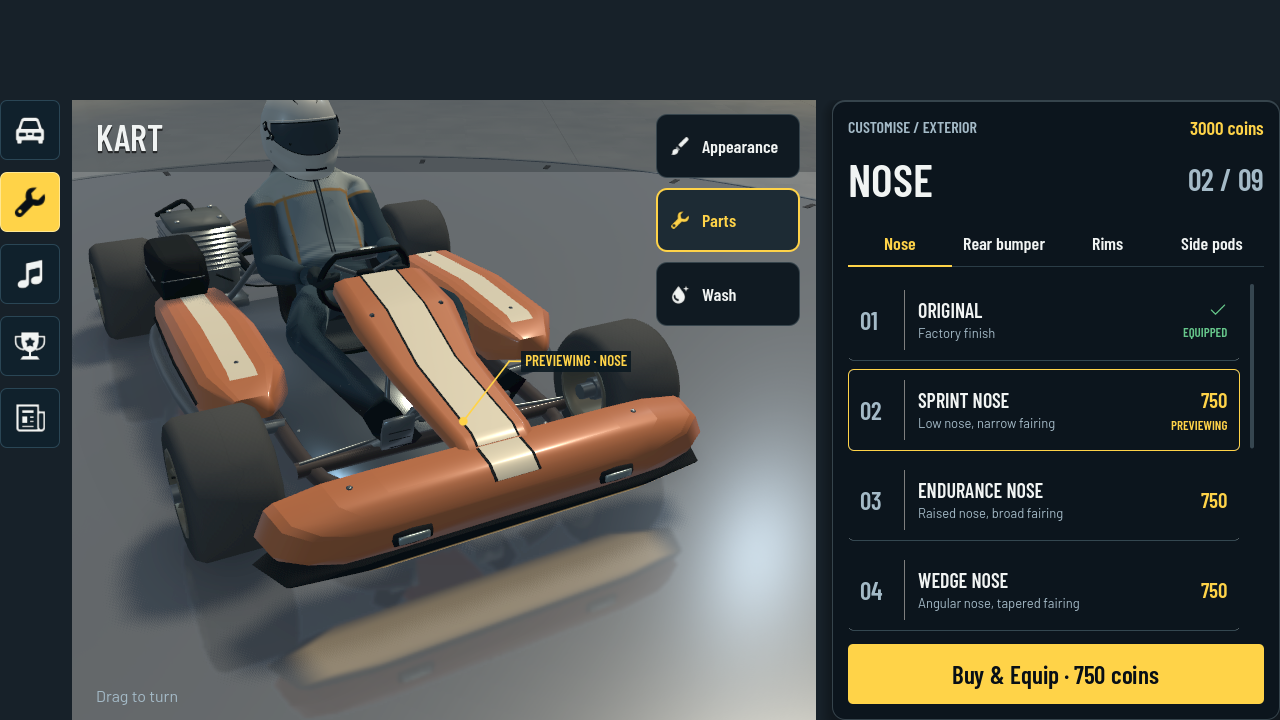 KART
Appearance
Parts
Wash
PREVIEWING · NOSE
Drag to turn
CUSTOMISE / EXTERIOR
3000 coins
NOSE
02 / 09
Nose
Rear bumper
Rims
Side pods
01
ORIGINAL
Factory finish
EQUIPPED
02
SPRINT NOSE
Low nose, narrow fairing
750
PREVIEWING
03
ENDURANCE NOSE
Raised nose, broad fairing
750
04
WEDGE NOSE
Angular nose, tapered fairing
750
Buy & Equip · 750 coins